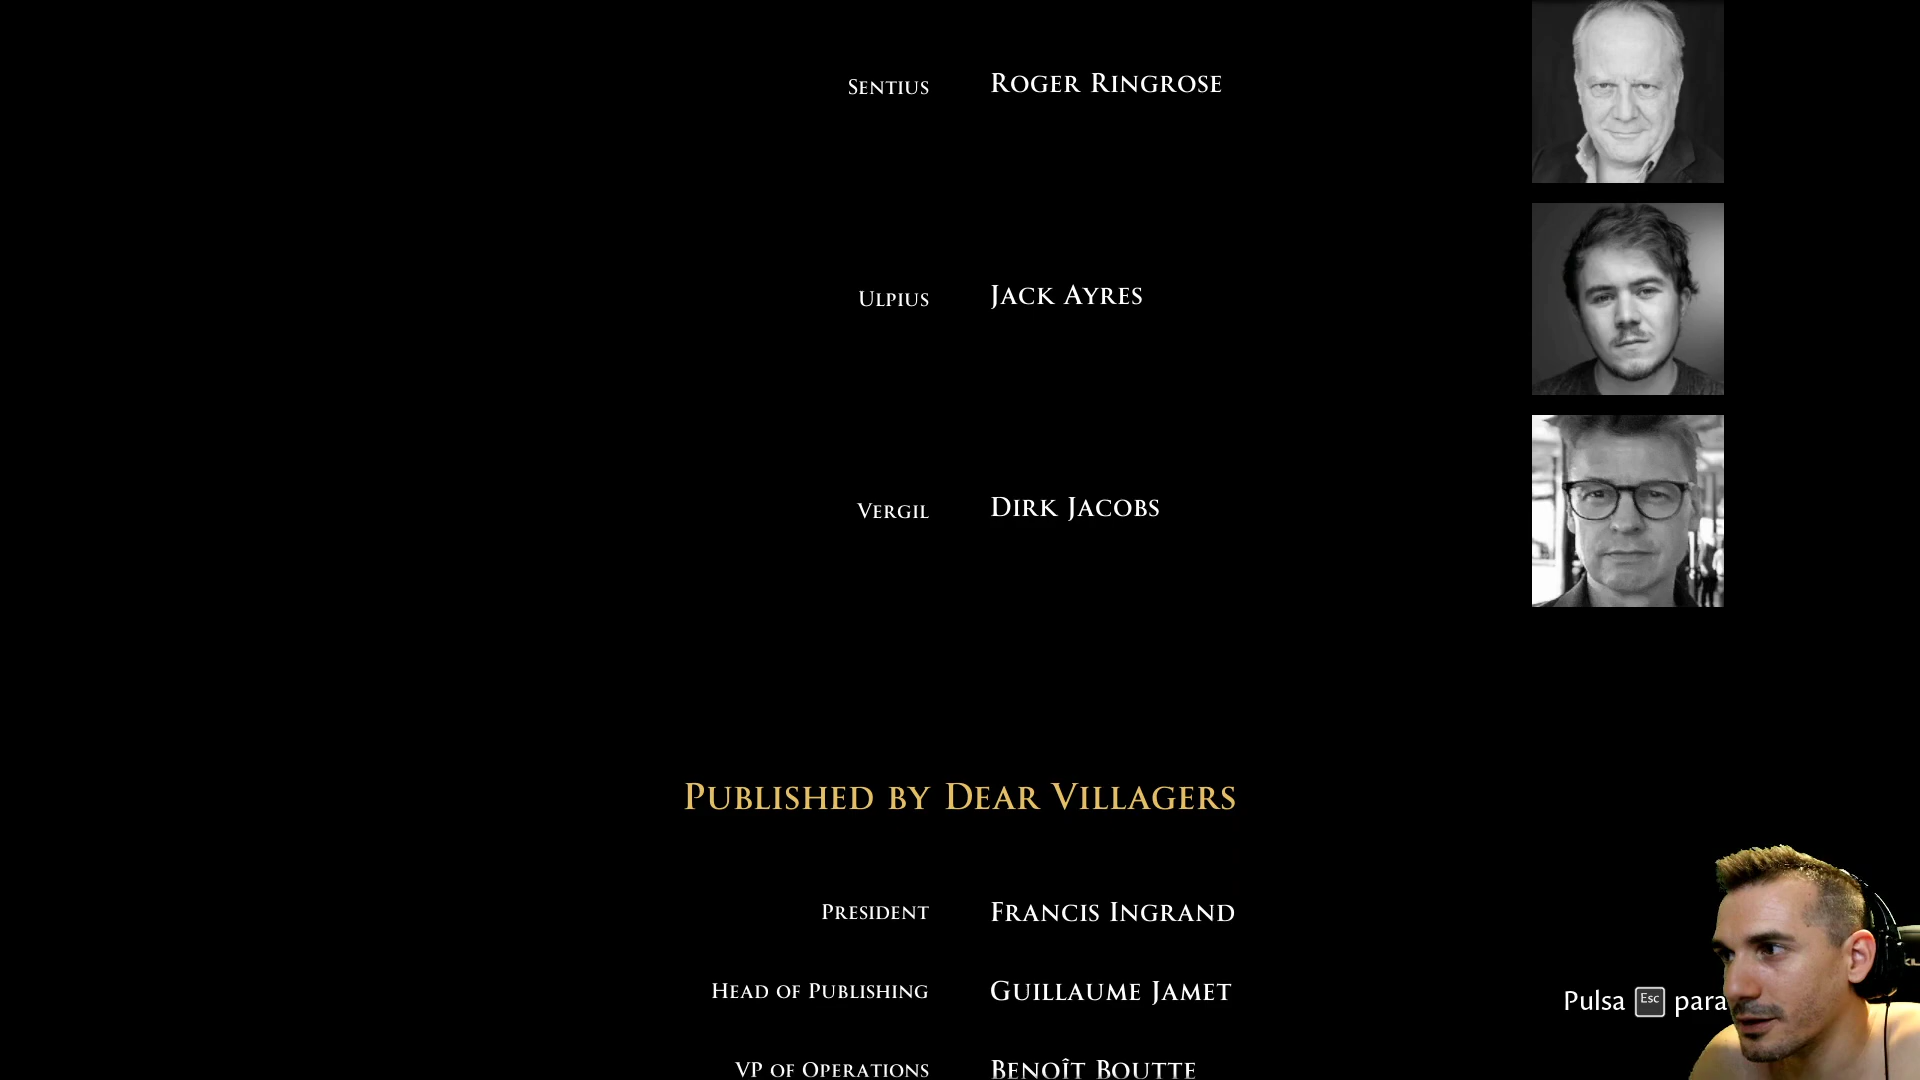 Sentius Roger Ringrose
Ulpius Jack Ayres
Vergil Dirk Jacobs
Published by Dear Villagers
President Francis Ingrand
Head of Publishing Guillaume Jamet
Pulsa Esc para
VP of Operations Benoît Boutte